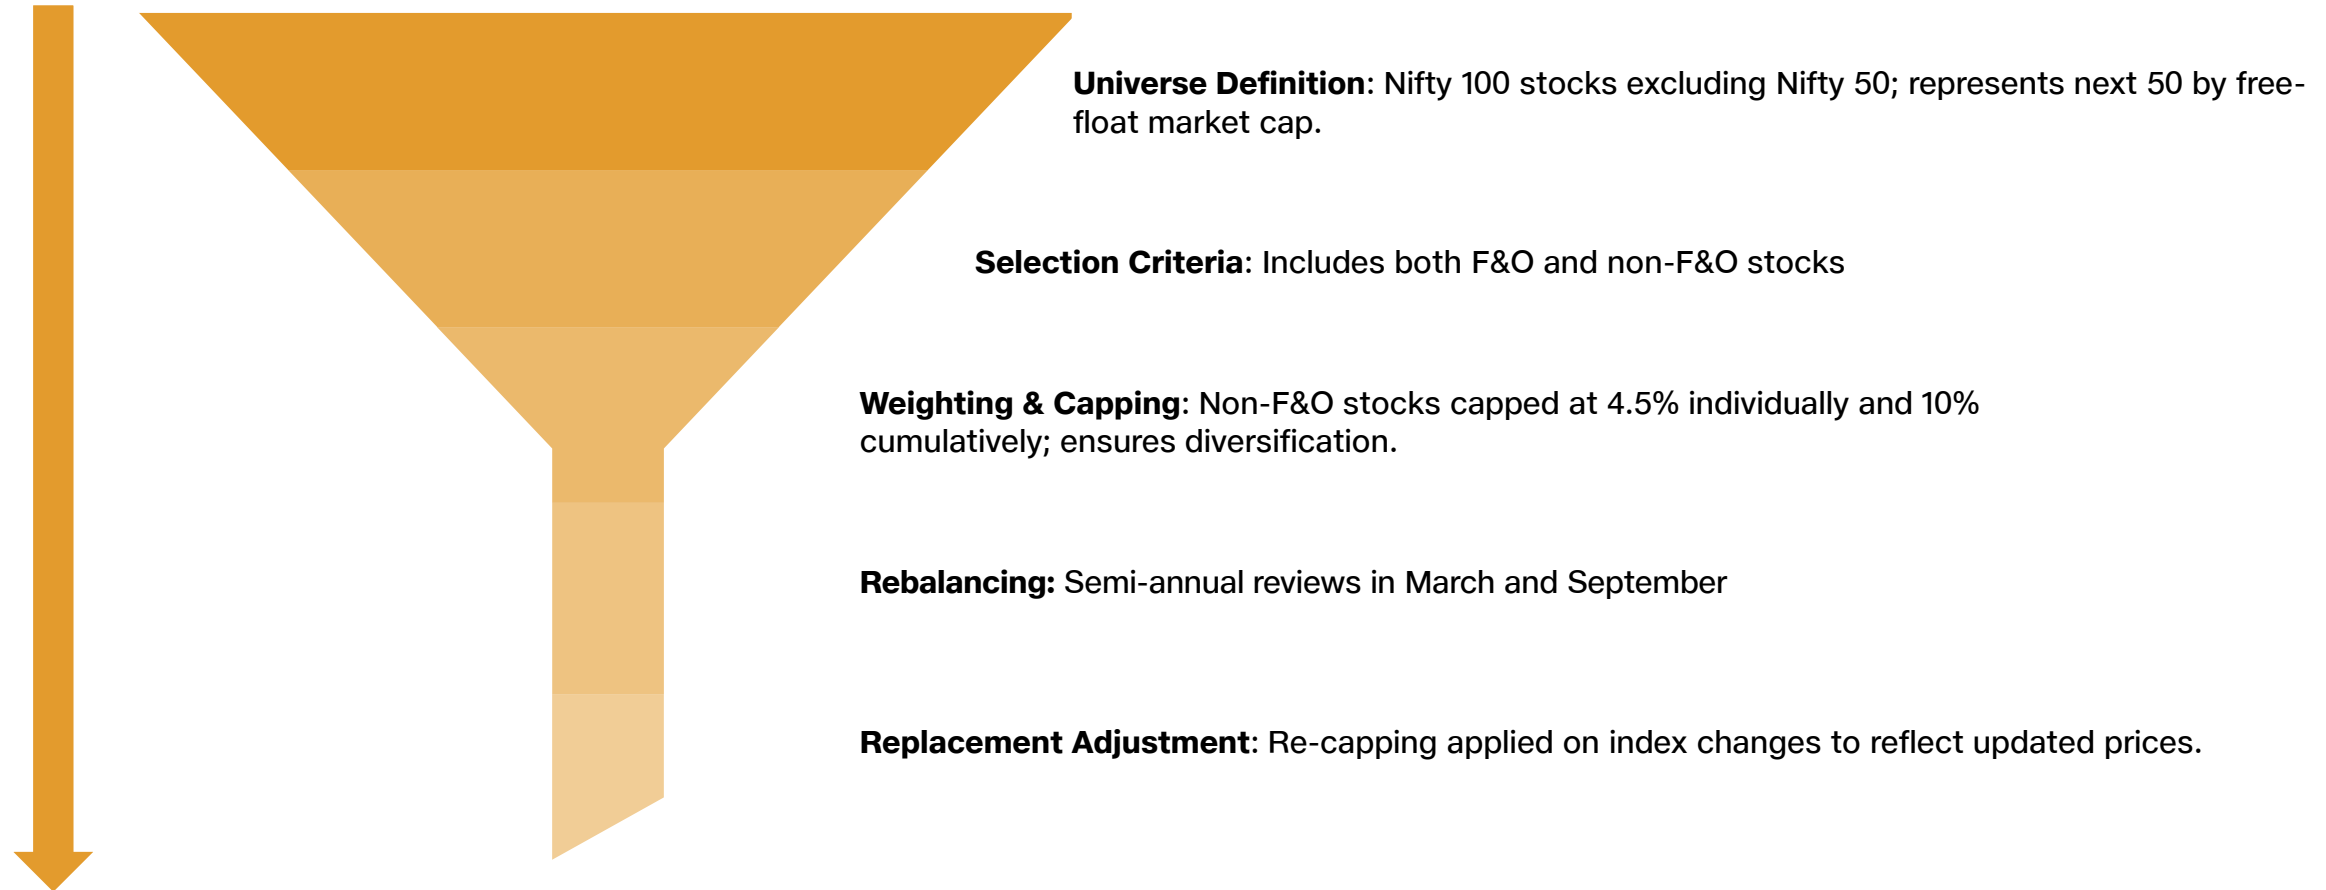 Universe Definition: Nifty 100 stocks excluding Nifty 50; represents next 50 by free-
float market cap.
Selection Criteria: Includes both F&O and non-F&O stocks
Weighting & Capping: Non-F&O stocks capped at 4.5% individually and 10%
cumulatively; ensures diversification.
Rebalancing: Semi-annual reviews in March and September
Replacement Adjustment: Re-capping applied on index changes to reflect updated prices.